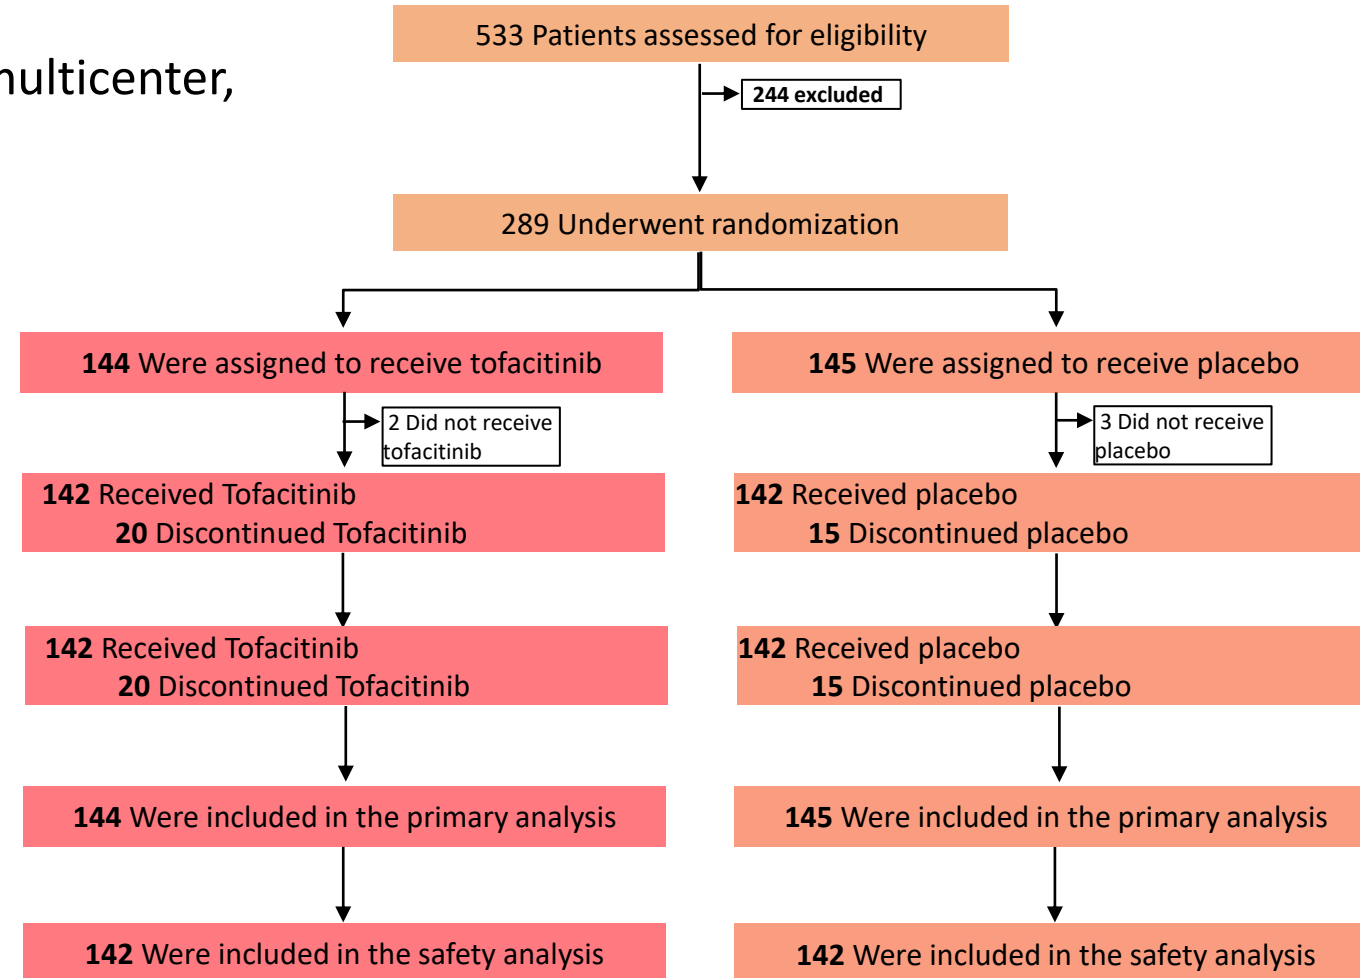 533 Patients assessed for eligibility
multicenter,
244 excluded
289 Underwent randomization
144 Were assigned to receive tofacitinib
145 Were assigned to receive placebo
2 Did not receive
tofacitinib
3 Did not receive
placebo
142 Received Tofacitinib
20 Discontinued Tofacitinib
142 Received placebo
15 Discontinued placebo
142 Received Tofacitinib
20 Discontinued Tofacitinib
142 Received placebo
15 Discontinued placebo
144 Were included in the primary analysis
145 Were included in the primary analysis
142 Were included in the safety analysis
142 Were included in the safety analysis